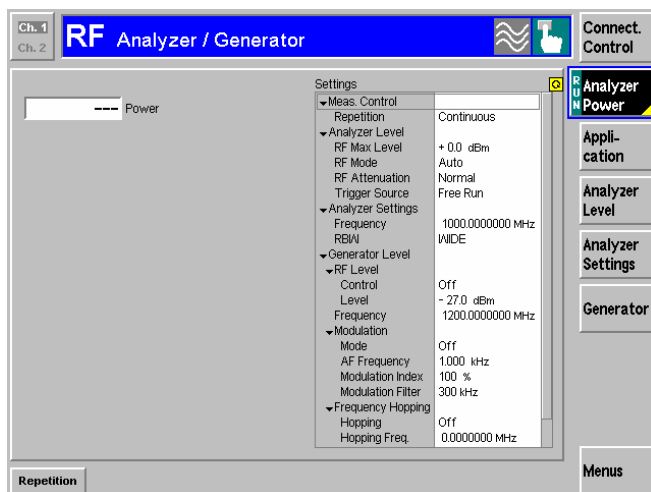 Ch. 1
Ch. 2
RF Analyzer / Generator
Connect.
Control
--- Power
Settings
Meas. Control
Repetition Continuous
Analyzer Level
RF Max Level + 0.0 dBm
RF Mode Auto
RF Attenuation Normal
Trigger Source Free Run
Analyzer Settings
Frequency 1000.0000000 MHz
RBW WIDE
Generator Level
RF Level
Control Off
Level - 27.0 dBm
Frequency 1200.0000000 MHz
Modulation
Mode Off
AF Frequency 1.000 kHz
Modulation Index 100 %
Modulation Filter 300 kHz
Frequency Hopping
Hopping Off
Hopping Freq. 0.0000000 MHz
RUN
Analyzer
Power
Appli-
cation
Analyzer
Level
Analyzer
Settings
Generator
Menus
Repetition